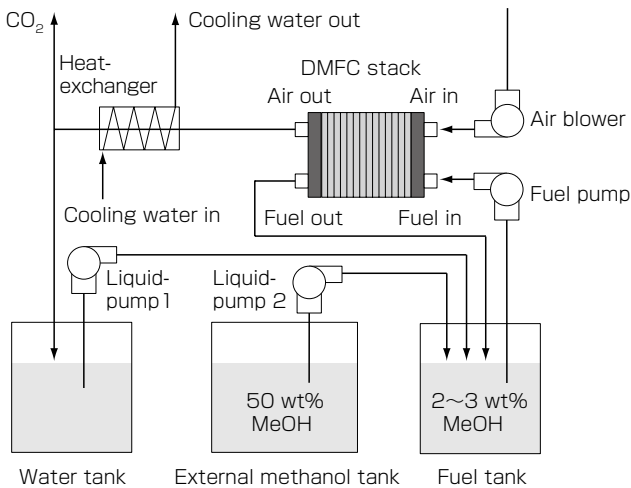 CO2
Cooling water out
Heat-
exchanger
DMFC stack
Air out
Air in
Air blower
Cooling water in
Fuel out
Fuel in
Fuel pump
Liquid-
pump1
Liquid-
pump 2
50 wt%
MeOH
2~3 wt%
MeOH
Water tank
External methanol tank
Fuel tank